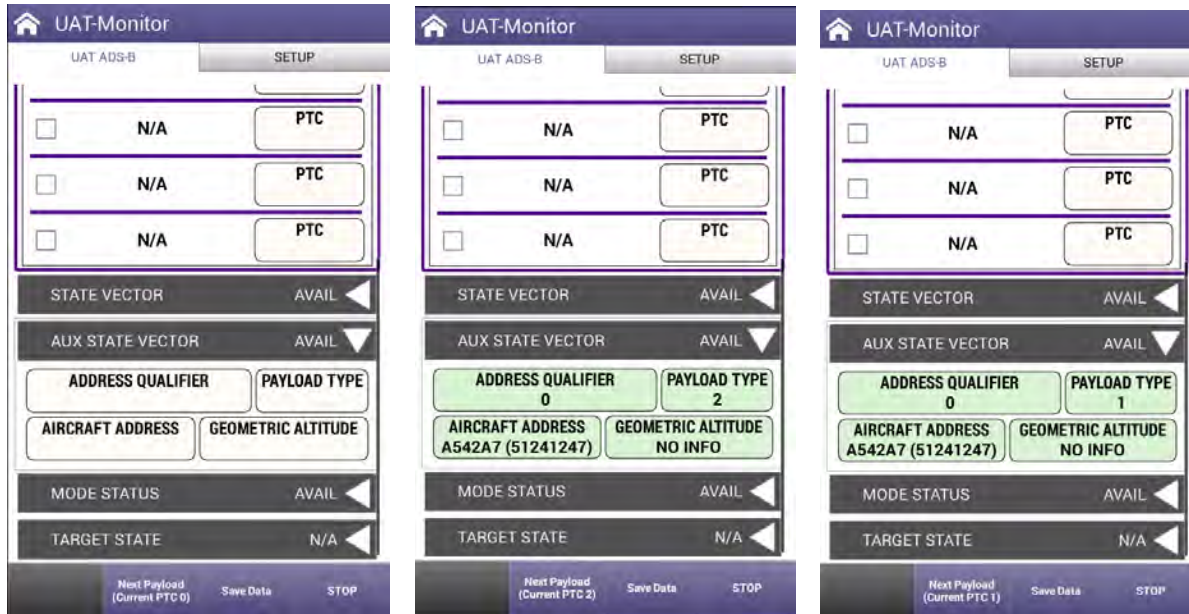 UAT-Monitor
UAT ADS-B SETUP
PTC
N/A
PTC
N/A
PTC
N/A
STATE VECTOR AVAIL
AUX STATE VECTOR AVAIL
ADDRESS QUALIFIER PAYLOAD TYPE
AIRCRAFT ADDRESS GEOMETRIC ALTITUDE
MODE STATUS AVAIL
TARGET STATE N/A
Next Payload
(Current PTC 0) Save Data STOP
UAT-Monitor
UAT ADS-B SETUP
PTC
N/A
PTC
N/A
PTC
N/A
STATE VECTOR AVAIL
AUX STATE VECTOR AVAIL
ADDRESS QUALIFIER PAYLOAD TYPE
0 2
AIRCRAFT ADDRESS GEOMETRIC ALTITUDE
A542A7 (51241247) NO INFO
MODE STATUS AVAIL
TARGET STATE N/A
Next Payload
(Current PTC 2) Save Data STOP
UAT-Monitor
UAT ADS-B SETUP
PTC
N/A
PTC
N/A
PTC
N/A
STATE VECTOR AVAIL
AUX STATE VECTOR AVAIL
ADDRESS QUALIFIER PAYLOAD TYPE
0 1
AIRCRAFT ADDRESS GEOMETRIC ALTITUDE
A542A7 (51241247) NO INFO
MODE STATUS AVAIL
TARGET STATE N/A
Next Payload
(Current PTC 1) Save Data STOP